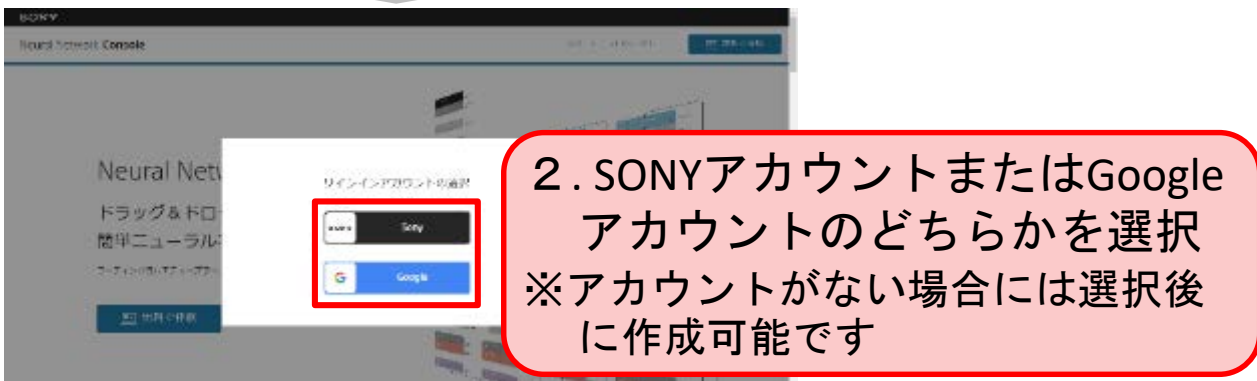 SONY
Neural Network Console
Neural Netw
ドラッグ＆ドロ
簡単ニューラル
サインインアカウントの選択
Sony
Google
２. SONYアカウントまたはGoogle
アカウントのどちらかを選択
※アカウントがない場合には選択後
に作成可能です